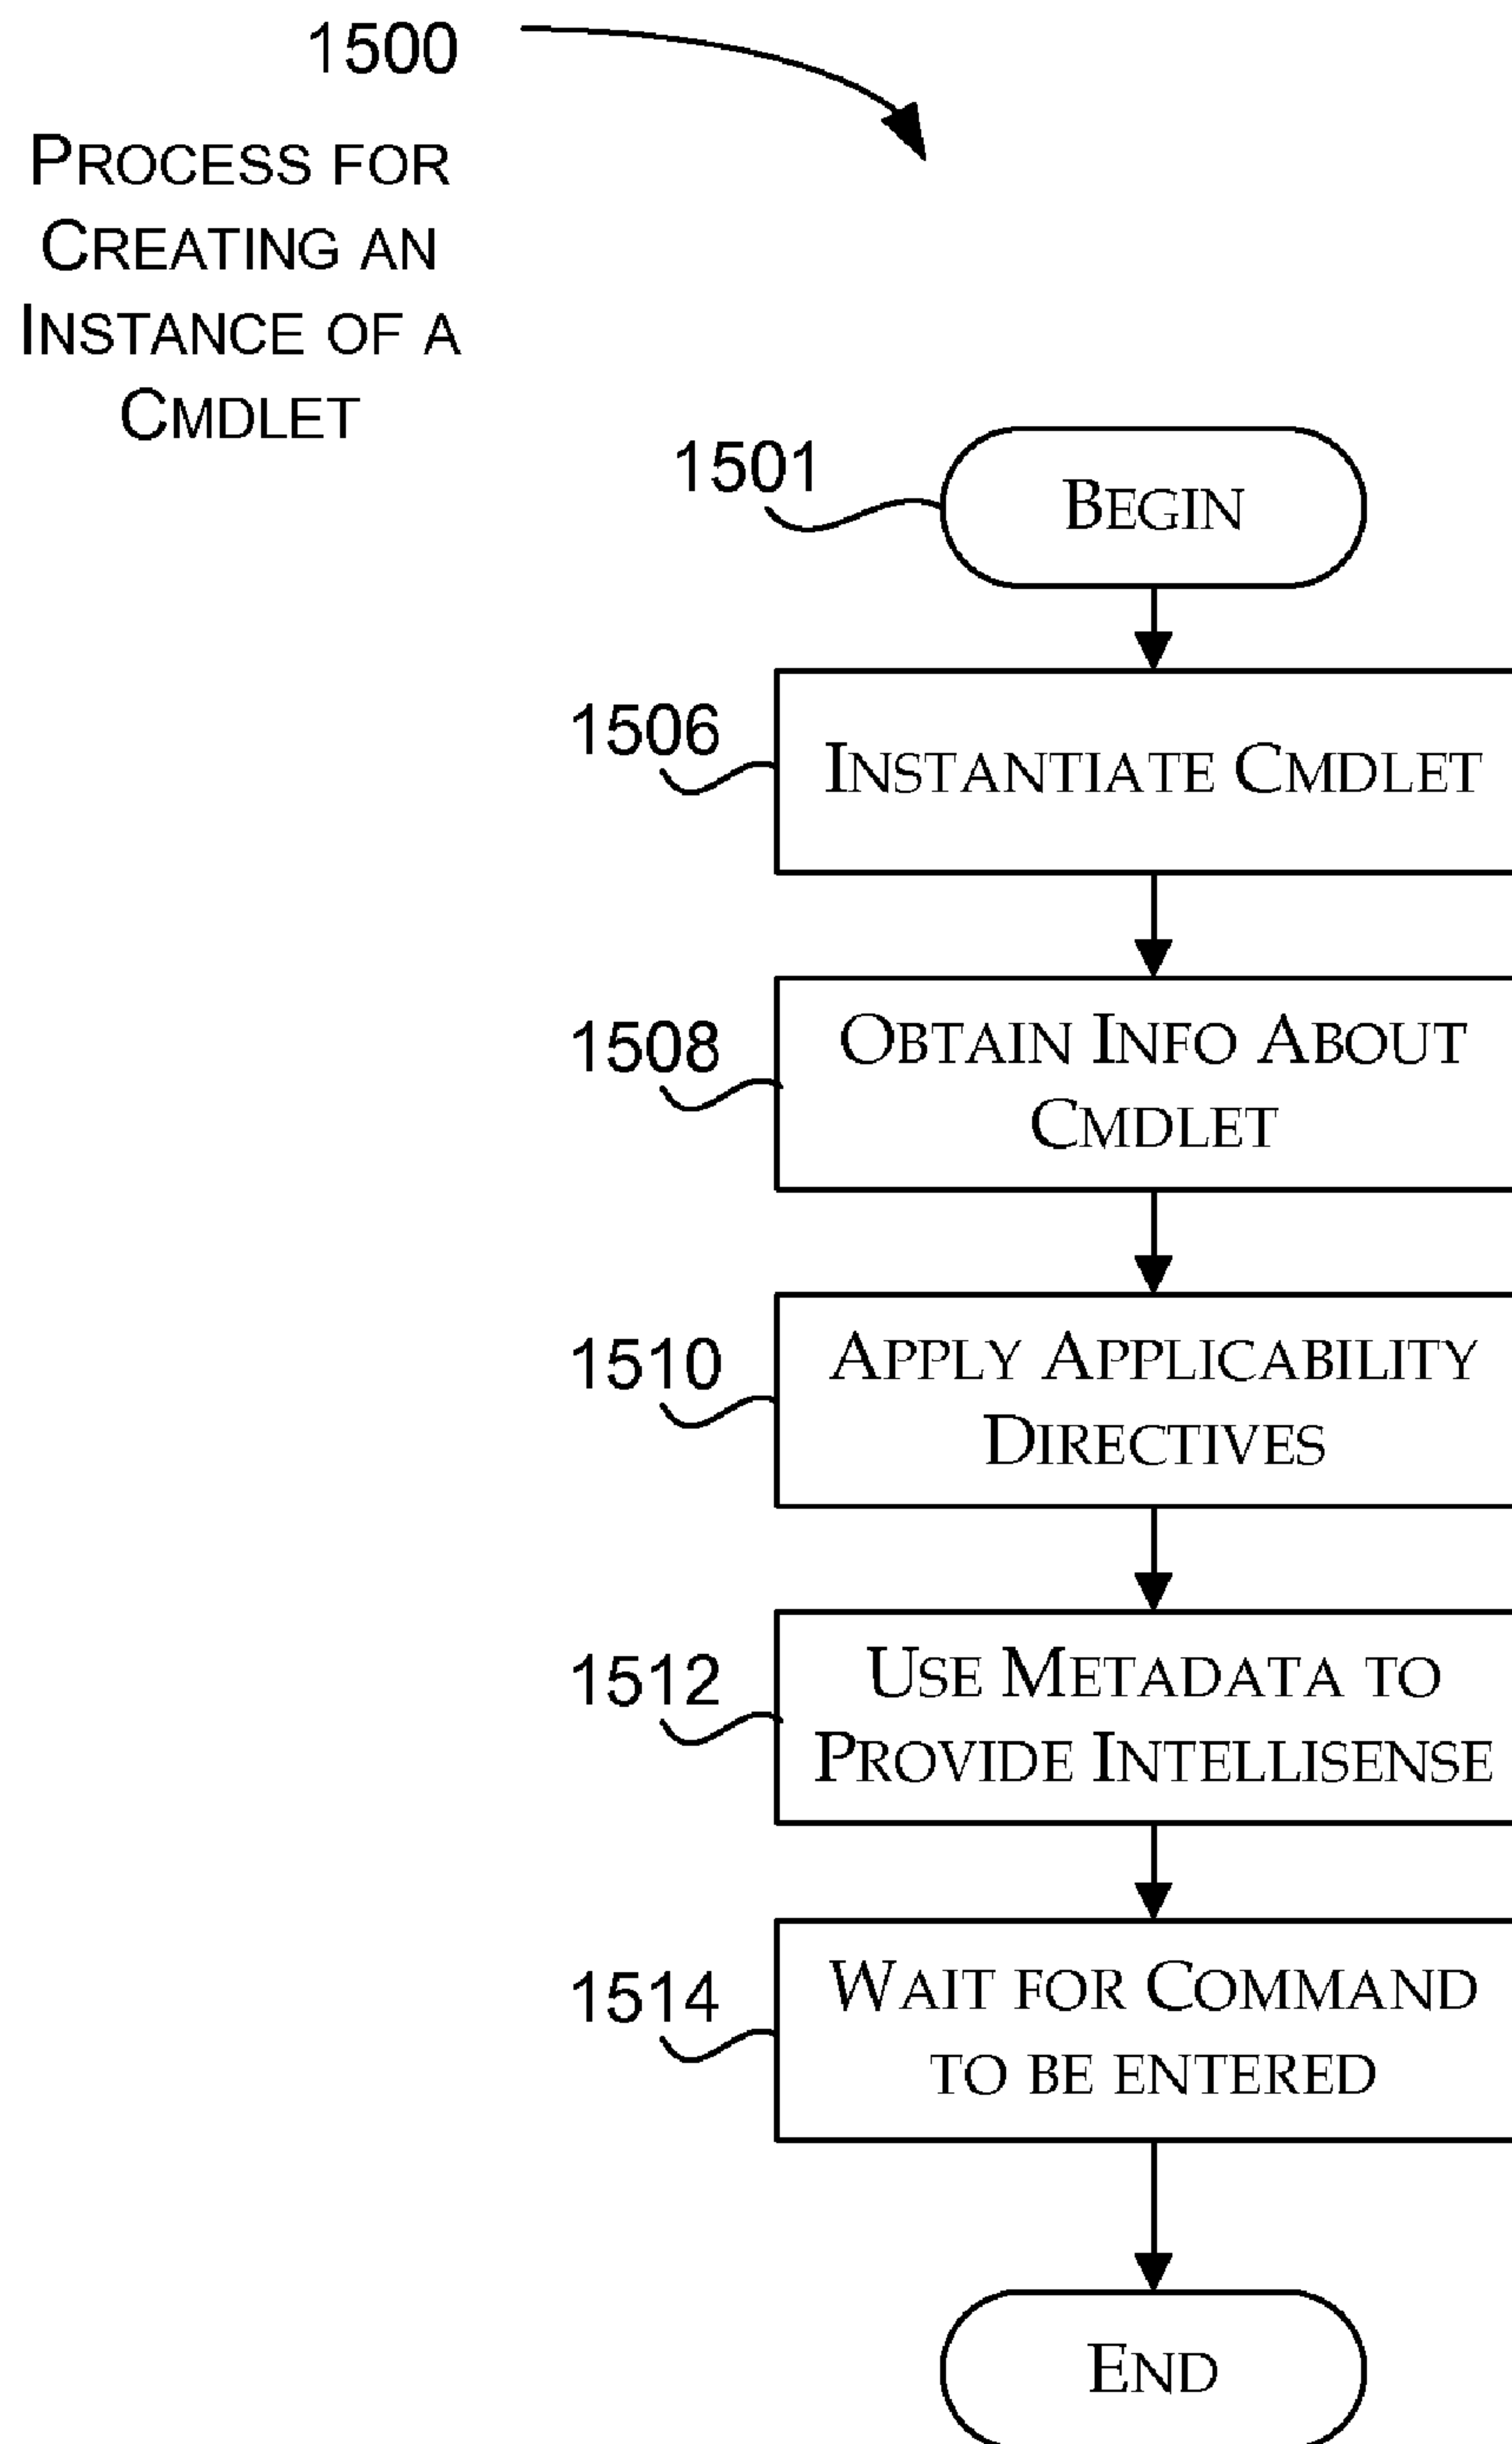 1500
PROCESS FOR
CREATING AN
INSTANCE OF A
CMDLET
1501
BEGIN
1506
INSTANTIATE CMDLET
1508
OBTAIN INFO ABOUT
CMDLET
1510
APPLY APPLICABILITY
DIRECTIVES
1512
USE METADATA TO
PROVIDE INTELLISENSE
1514
WAIT FOR COMMAND
TO BE ENTERED
END